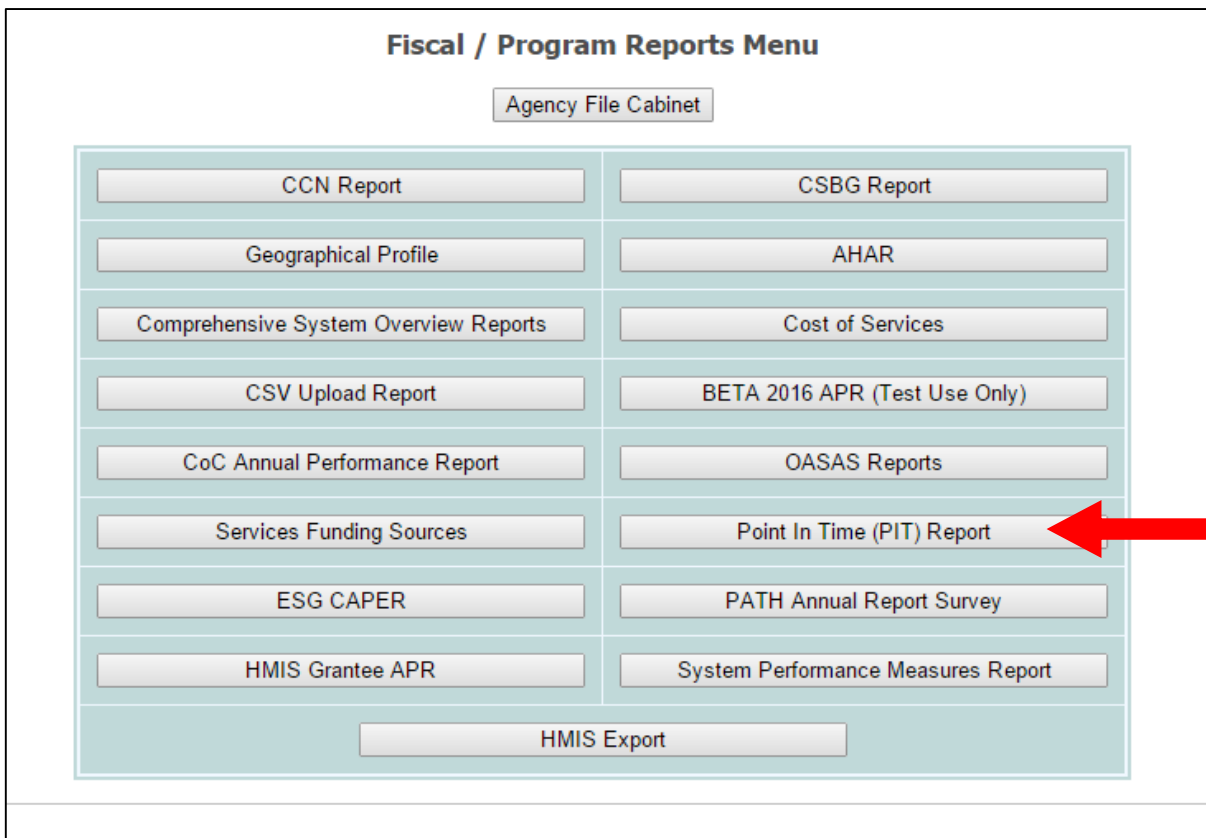 Fiscal / Program Reports Menu
Agency File Cabinet
CCN Report
CSBG Report
Geographical Profile
AHAR
Comprehensive System Overview Reports
Cost of Services
CSV Upload Report
BETA 2016 APR (Test Use Only)
CoC Annual Performance Report
OASAS Reports
Services Funding Sources
Point In Time (PIT) Report
ESG CAPER
PATH Annual Report Survey
HMIS Grantee APR
System Performance Measures Report
HMIS Export